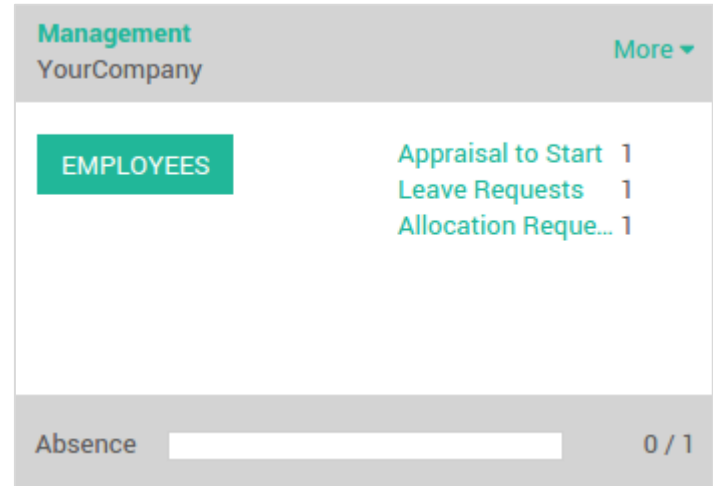 Management
YourCompany
More
EMPLOYEES
Appraisal to Start 1
Leave Requests 1
Allocation Reque... 1
Absence 0 / 1